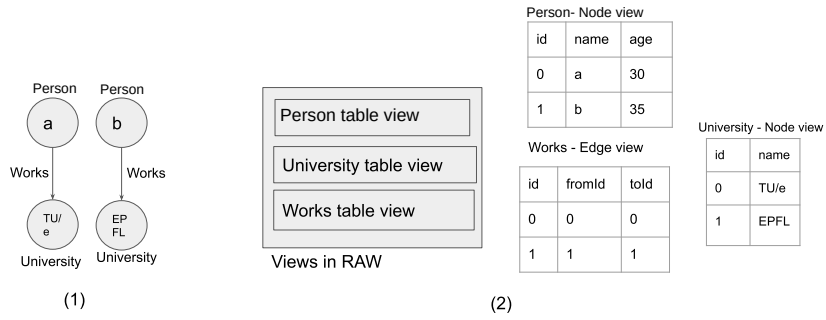 Person Person
a b
Works Works
TU/
e
EP
FL
University University
(1)
Person table view
University table view
Works table view
Views in RAW
Person- Node view
id name age
0 a 30
1 b 35
Works - Edge view
id fromId toId
0 0 0
1 1 1
University - Node view
id name
0 TU/e
1 EPFL
(2)